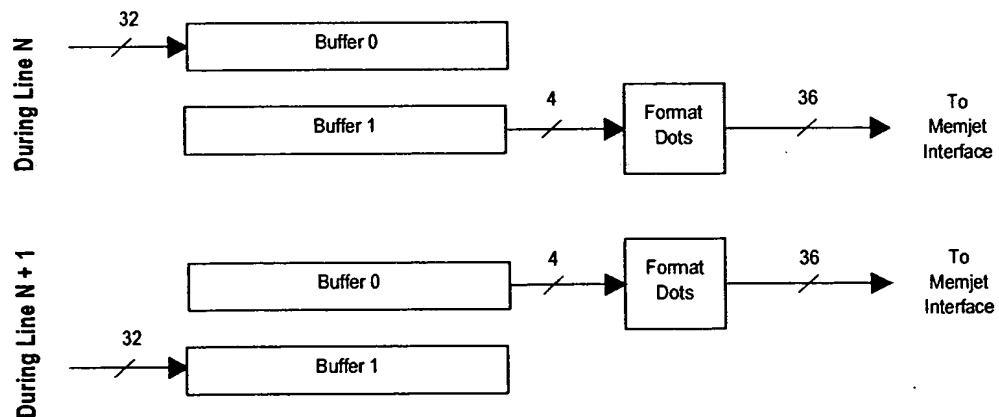 During Line N
32
Buffer 0
Buffer 1
4
Format
Dots
36
To
Memjet
Interface
During Line N + 1
Buffer 0
4
Format
Dots
36
To
Memjet
Interface
32
Buffer 1